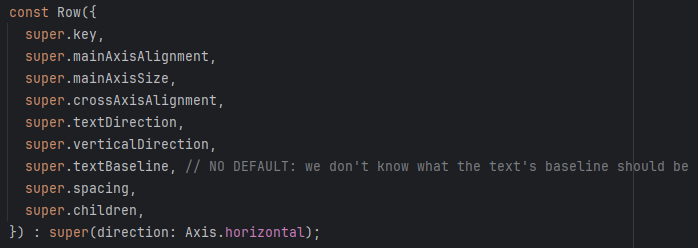 const Row({
  super.key,
  super.mainAxisAlignment,
  super.mainAxisSize,
  super.crossAxisAlignment,
  super.textDirection,
  super.verticalDirection,
  super.textBaseline, // NO DEFAULT: we don't know what the text's baseline should be
  super.spacing,
  super.children,
}) : super(direction: Axis.horizontal);